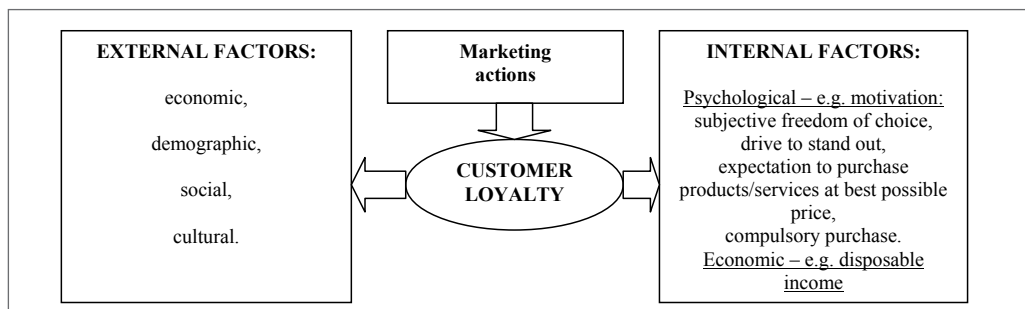 EXTERNAL FACTORS:
economic,
demographic,
social,
cultural.
Marketing
actions
CUSTOMER
LOYALTY
INTERNAL FACTORS:
Psychological – e.g. motivation:
subjective freedom of choice,
drive to stand out,
expectation to purchase
products/services at best possible
price,
compulsory purchase.
Economic – e.g. disposable
income